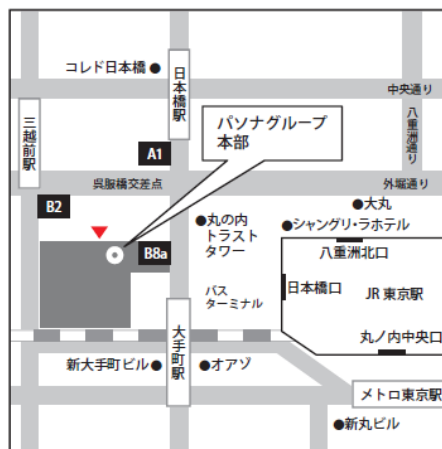 コレド日本橋
日本橋駅
中央通り
三越前駅
八重洲通り
パソナグループ
本部
A1
呉服橋交差点
外堀通り
B2
大丸
丸の内
トラスト
タワー
シャングリ・ラホテル
八重洲北口
B8a
日本橋口
JR 東京駅
バス
ターミナル
大手町駅
丸ノ内中央口
新大手町ビル
オアゾ
メトロ東京駅
新丸ビル